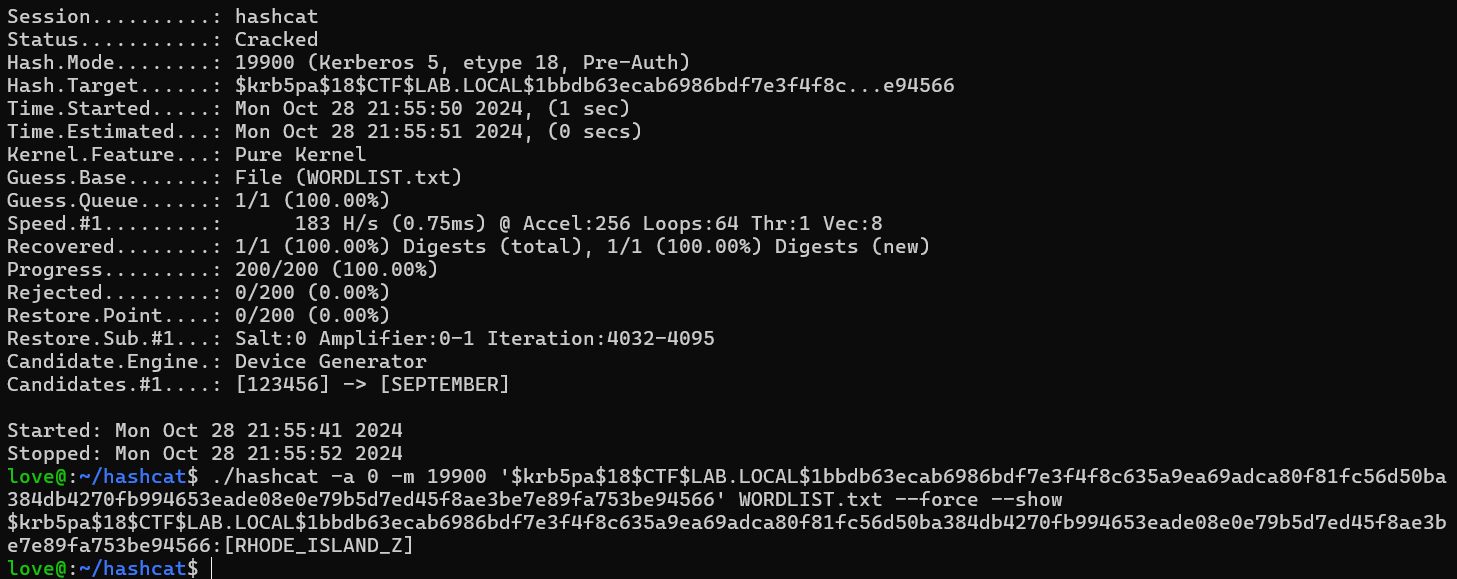 Session..........: hashcat
Status...........: Cracked
Hash.Mode........: 19900 (Kerberos 5, etype 18, Pre-Auth)
Hash.Target......: $krb5pa$18$CTF$LAB.LOCAL$1bbdb63ecab6986bdf7e3f4f8c...e94566
Time.Started.....: Mon Oct 28 21:55:50 2024, (1 sec)
Time.Estimated...: Mon Oct 28 21:55:51 2024, (0 secs)
Kernel.Feature...: Pure Kernel
Guess.Base.......: File (WORDLIST.txt)
Guess.Queue......: 1/1 (100.00%)
Speed.#1.........:      183 H/s (0.75ms) @ Accel:256 Loops:64 Thr:1 Vec:8
Recovered........: 1/1 (100.00%) Digests (total), 1/1 (100.00%) Digests (new)
Progress.........: 200/200 (100.00%)
Rejected.........: 0/200 (0.00%)
Restore.Point....: 0/200 (0.00%)
Restore.Sub.#1...: Salt:0 Amplifier:0-1 Iteration:4032-4095
Candidate.Engine.: Device Generator
Candidates.#1....: [123456] -> [SEPTEMBER]

Started: Mon Oct 28 21:55:41 2024
Stopped: Mon Oct 28 21:55:52 2024
love@:~/hashcat$ ./hashcat -a 0 -m 19900 '$krb5pa$18$CTF$LAB.LOCAL$1bbdb63ecab6986bdf7e3f4f8c635a9ea69adca80f81fc56d50ba
384db4270fb994653eade08e0e79b5d7ed45f8ae3be7e89fa753be94566' WORDLIST.txt --force --show
$krb5pa$18$CTF$LAB.LOCAL$1bbdb63ecab6986bdf7e3f4f8c635a9ea69adca80f81fc56d50ba384db4270fb994653eade08e0e79b5d7ed45f8ae3b
e7e89fa753be94566:[RHODE_ISLAND_Z]
love@:~/hashcat$